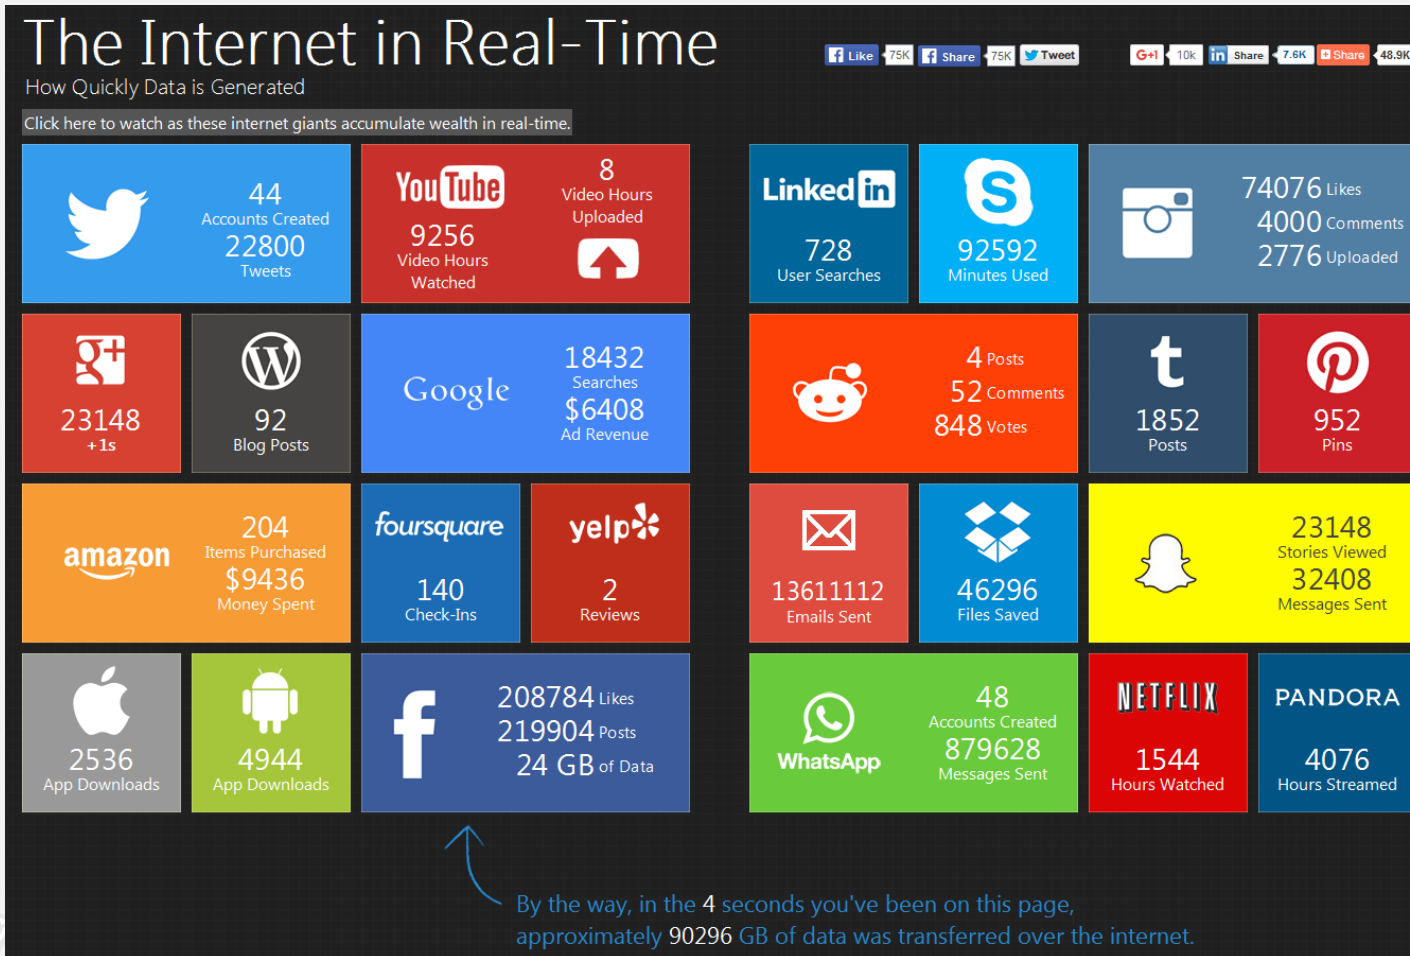 The Internet in Real-Time
How Quickly Data is Generated
Click here to watch as these internet giants accumulate wealth in real-time.
Like 75K Share 75K Tweet G+1 10k in Share 7.6K Share 48.9K
44
Accounts Created
22800
Tweets
YouTube
9256
Video Hours
Watched
8
Video Hours
Uploaded
Linked in
728
User Searches
S
92592
Minutes Used
74076 Likes
4000 Comments
2776 Uploaded
g+
23148
+1s
W
92
Blog Posts
Google
18432
Searches
$6408
Ad Revenue
4 Posts
52 Comments
848 Votes
t
1852
Posts
952
Pins
amazon
204
Items Purchased
$9436
Money Spent
foursquare
140
Check-Ins
yelp
2
Reviews
13611112
Emails Sent
46296
Files Saved
23148
Stories Viewed
32408
Messages Sent
2536
App Downloads
4944
App Downloads
f
208784 Likes
219904 Posts
24 GB of Data
WhatsApp
48
Accounts Created
879628
Messages Sent
NETFLIX
1544
Hours Watched
PANDORA
4076
Hours Streamed
By the way, in the 4 seconds you've been on this page,
approximately 90296 GB of data was transferred over the internet.